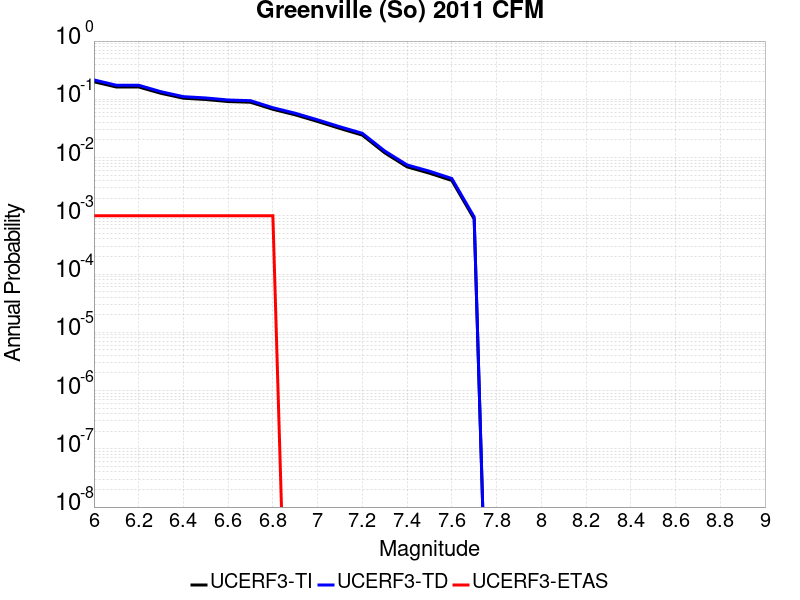 Greenville (So) 2011 CFM
10^0
10^-1
10^-2
10^-3
10^-4
10^-5
10^-6
10^-7
10^-8
Annual Probability
6 6.2 6.4 6.6 6.8 7 7.2 7.4 7.6 7.8 8 8.2 8.4 8.6 8.8 9
Magnitude
UCERF3-TI UCERF3-TD UCERF3-ETAS